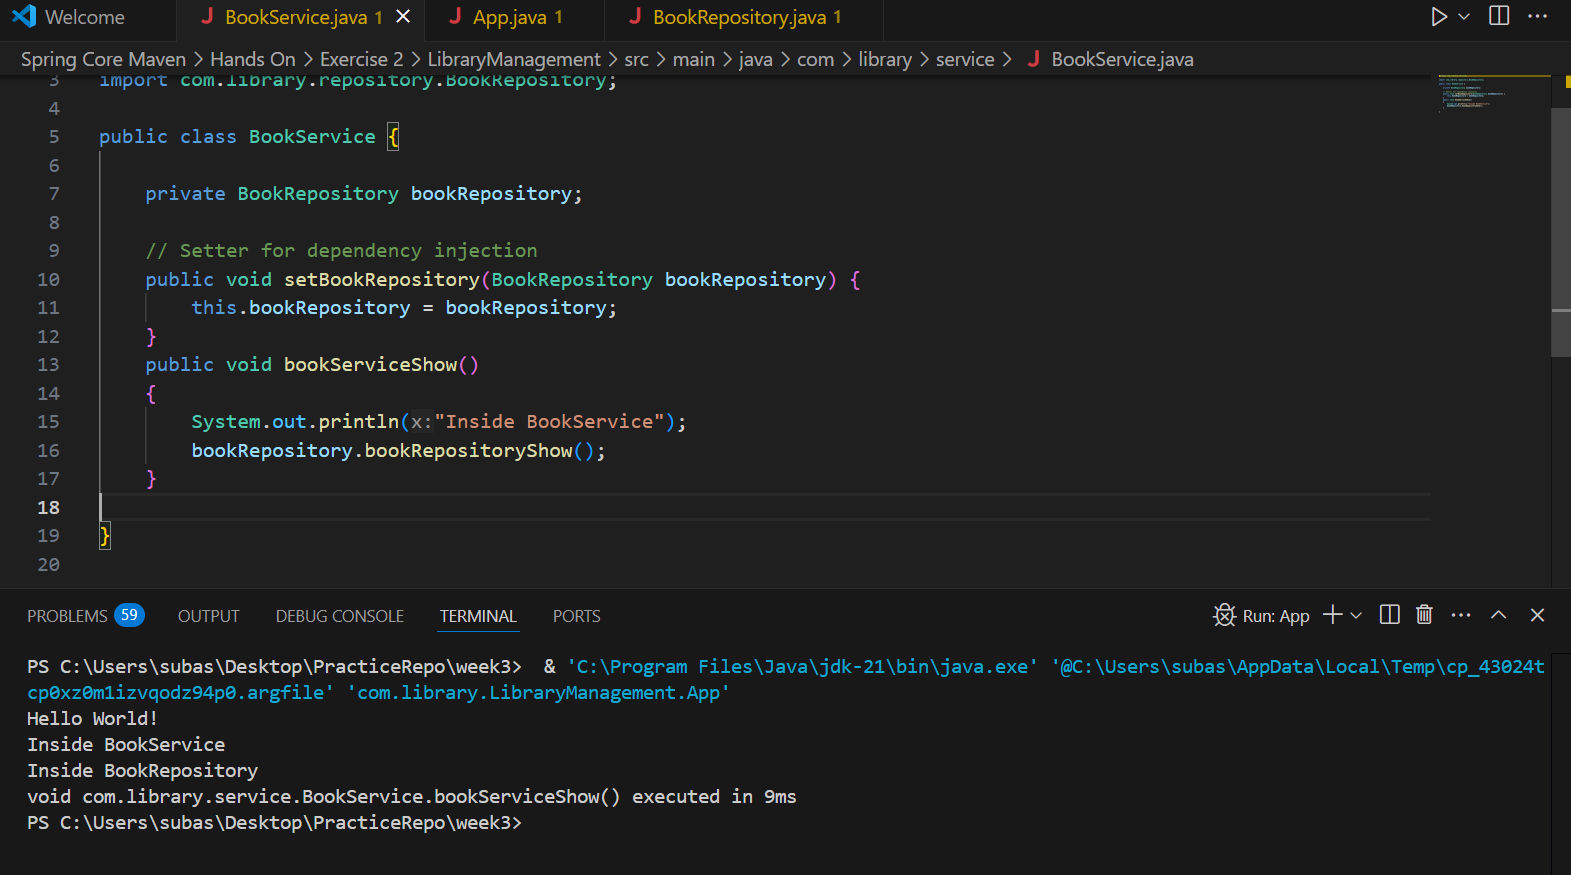 Welcome
BookService.java 1
App.java 1
BookRepository.java 1
Spring Core Maven > Hands On > Exercise 2 > LibraryManagement > src > main > java > com > library > service > BookService.java
3 import com.library.repository.BookRepository;
4
5 public class BookService {
6
7     private BookRepository bookRepository;
8
9     // Setter for dependency injection
10     public void setBookRepository(BookRepository bookRepository) {
11         this.bookRepository = bookRepository;
12     }
13     public void bookServiceShow()
14     {
15         System.out.println(x:"Inside BookService");
16         bookRepository.bookRepositoryShow();
17     }
18
19 }
20
PROBLEMS 59 OUTPUT DEBUG CONSOLE TERMINAL PORTS
Run: App
PS C:\Users\subas\Desktop\PracticeRepo\week3>  & 'C:\Program Files\Java\jdk-21\bin\java.exe' '@C:\Users\subas\AppData\Local\Temp\cp_43024t
cp0xz0m1izvqodz94p0.argfile' 'com.library.LibraryManagement.App'
Hello World!
Inside BookService
Inside BookRepository
void com.library.service.BookService.bookServiceShow() executed in 9ms
PS C:\Users\subas\Desktop\PracticeRepo\week3>